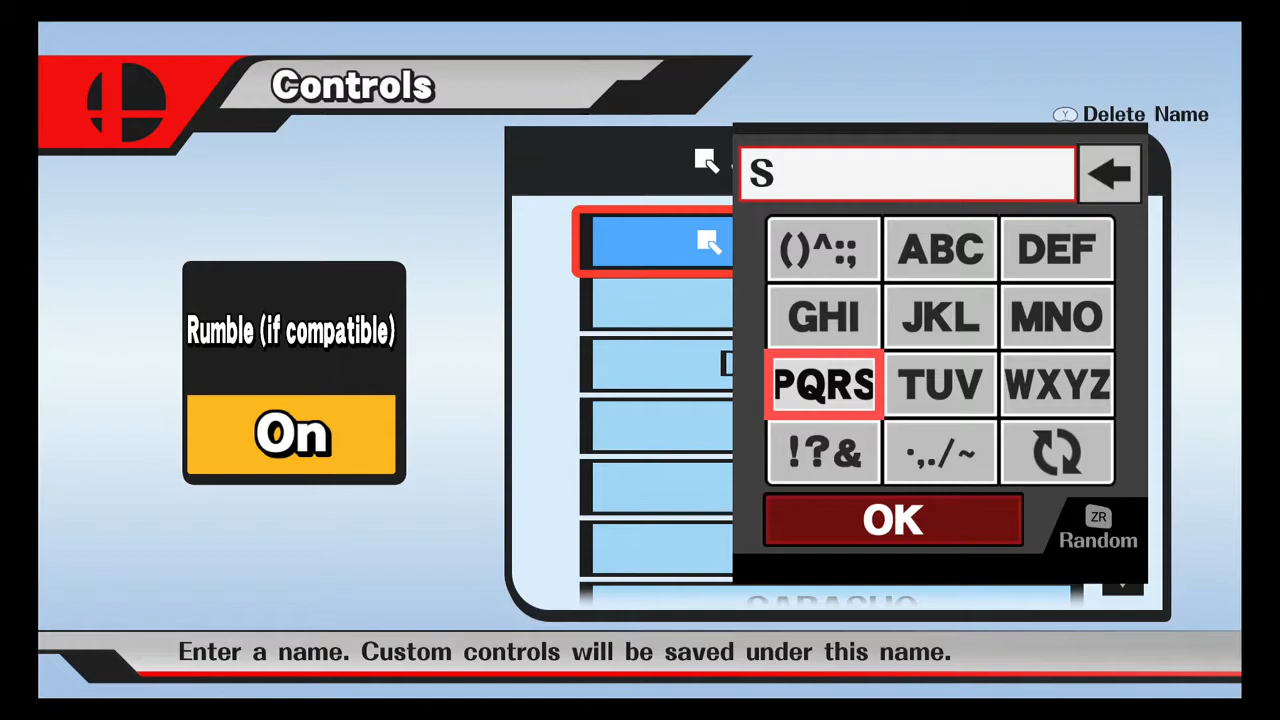 Controls
Y Delete Name
S
()^:; ABC DEF
GHI JKL MNO
PQRS TUV WXYZ
!?& ·,./~
OK
ZR
Random
Rumble (if compatible)
On
Enter a name. Custom controls will be saved under this name.